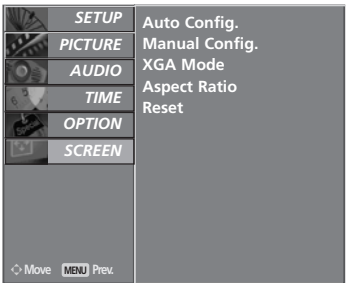 SETUP
PICTURE
AUDIO
TIME
OPTION
SCREEN
Auto Config.
Manual Config.
XGA Mode
Aspect Ratio
Reset
Move MENU Prev.